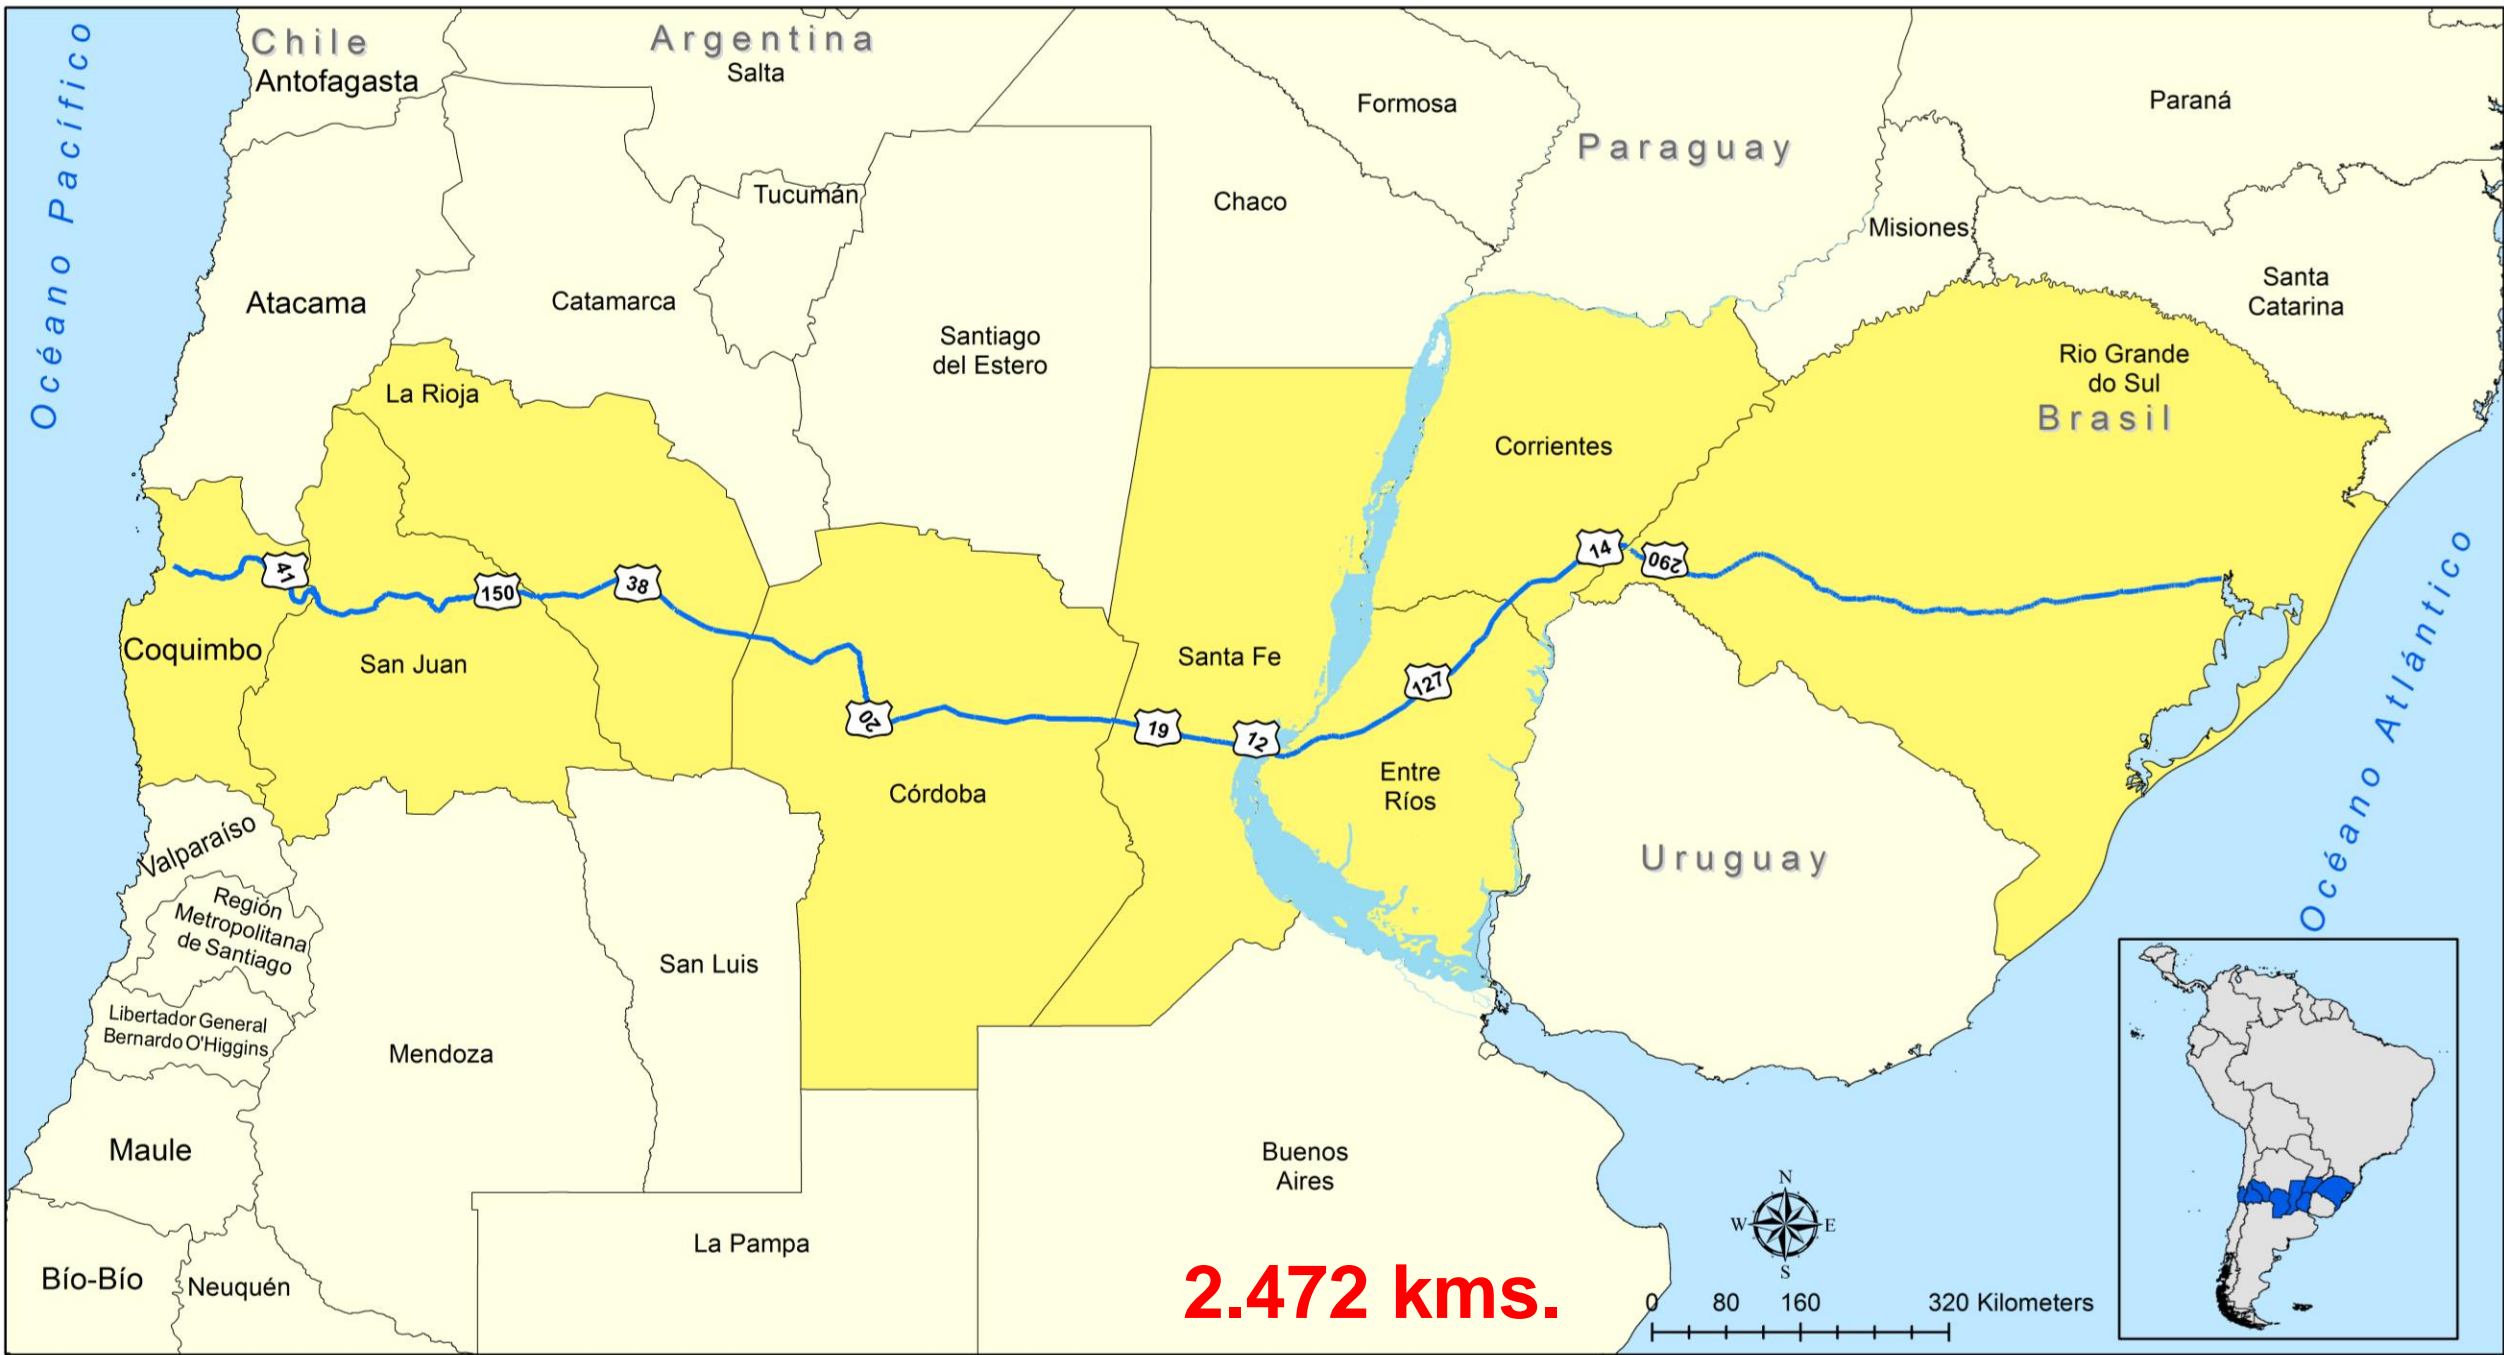 Océano Pacífico
Chile
Antofagasta
Argentina
Salta
Formosa
Paraguay
Paraná
Tucumán
Chaco
Misiones
Santa
Catarina
Atacama
Catamarca
Santiago
del Estero
Rio Grande
do Sul
Brasil
La Rioja
Corrientes
41
150
38
14
290
Coquimbo
San Juan
Santa Fe
127
20
19
12
Océano Atlántico
Entre
Ríos
Córdoba
Valparaíso
Uruguay
Región
Metropolitana
de Santiago
San Luis
Libertador General
Bernardo O'Higgins
Mendoza
Maule
Buenos
Aires
La Pampa
Bío-Bío
Neuquén
2.472 kms.
N
W
E
S
0 80 160 320 Kilometers